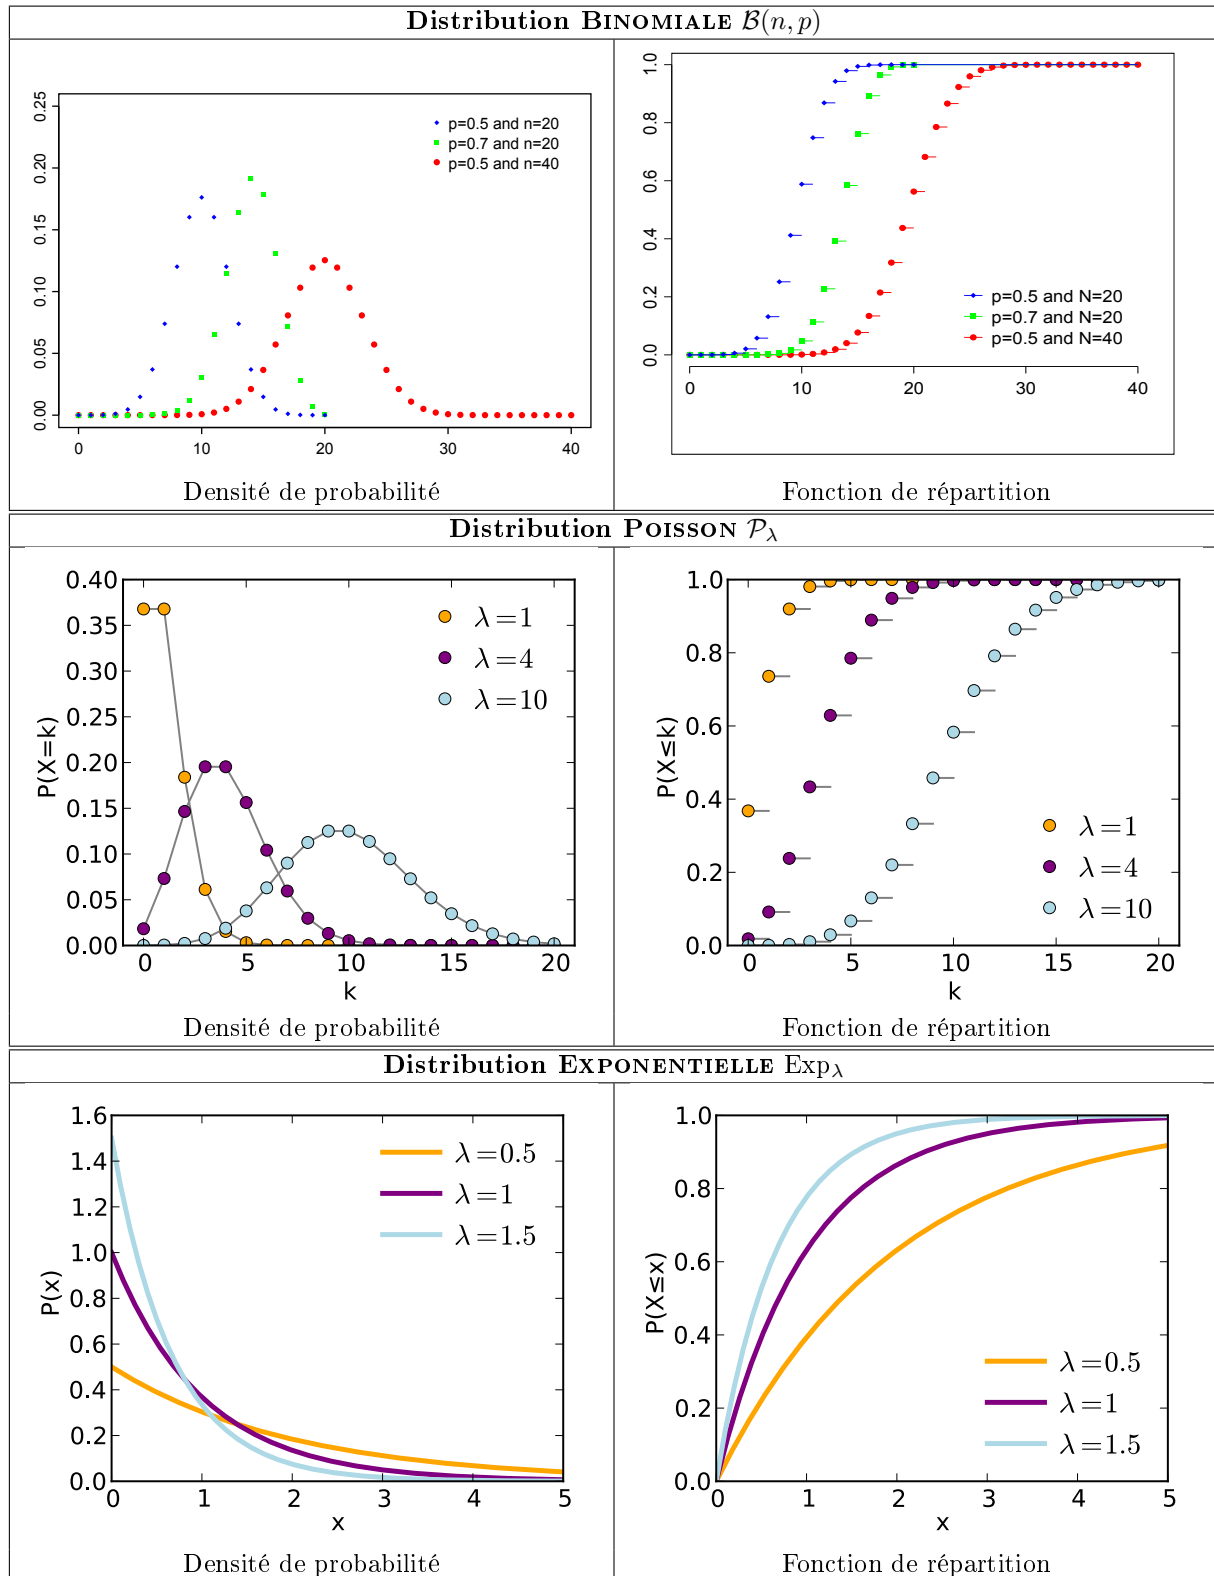 Distribution BINOMIALE B(n, p)
0.25
0.20
0.15
0.10
0.05
0.00
p=0.5 and n=20
p=0.7 and n=20
p=0.5 and n=40
0 10 20 30 40
Densité de probabilité
1.0
0.8
0.6
0.4
0.2
0.0
p=0.5 and N=20
p=0.7 and N=20
p=0.5 and N=40
0 10 20 30 40
Fonction de répartition
Distribution POISSON Pλ
0.40
0.35
0.30
0.25
0.20
0.15
0.10
0.05
0.00
P(X=k)
λ=1
λ=4
λ=10
0 5 10 15 20
k
Densité de probabilité
1.0
0.8
0.6
0.4
0.2
0.0
P(X≤k)
λ=1
λ=4
λ=10
0 5 10 15 20
k
Fonction de répartition
Distribution EXPONENTIELLE Expλ
1.6
1.4
1.2
1.0
0.8
0.6
0.4
0.2
0.0
P(x)
λ=0.5
λ=1
λ=1.5
0 1 2 3 4 5
x
Densité de probabilité
1.0
0.8
0.6
0.4
0.2
0.0
P(X≤x)
λ=0.5
λ=1
λ=1.5
0 1 2 3 4 5
x
Fonction de répartition